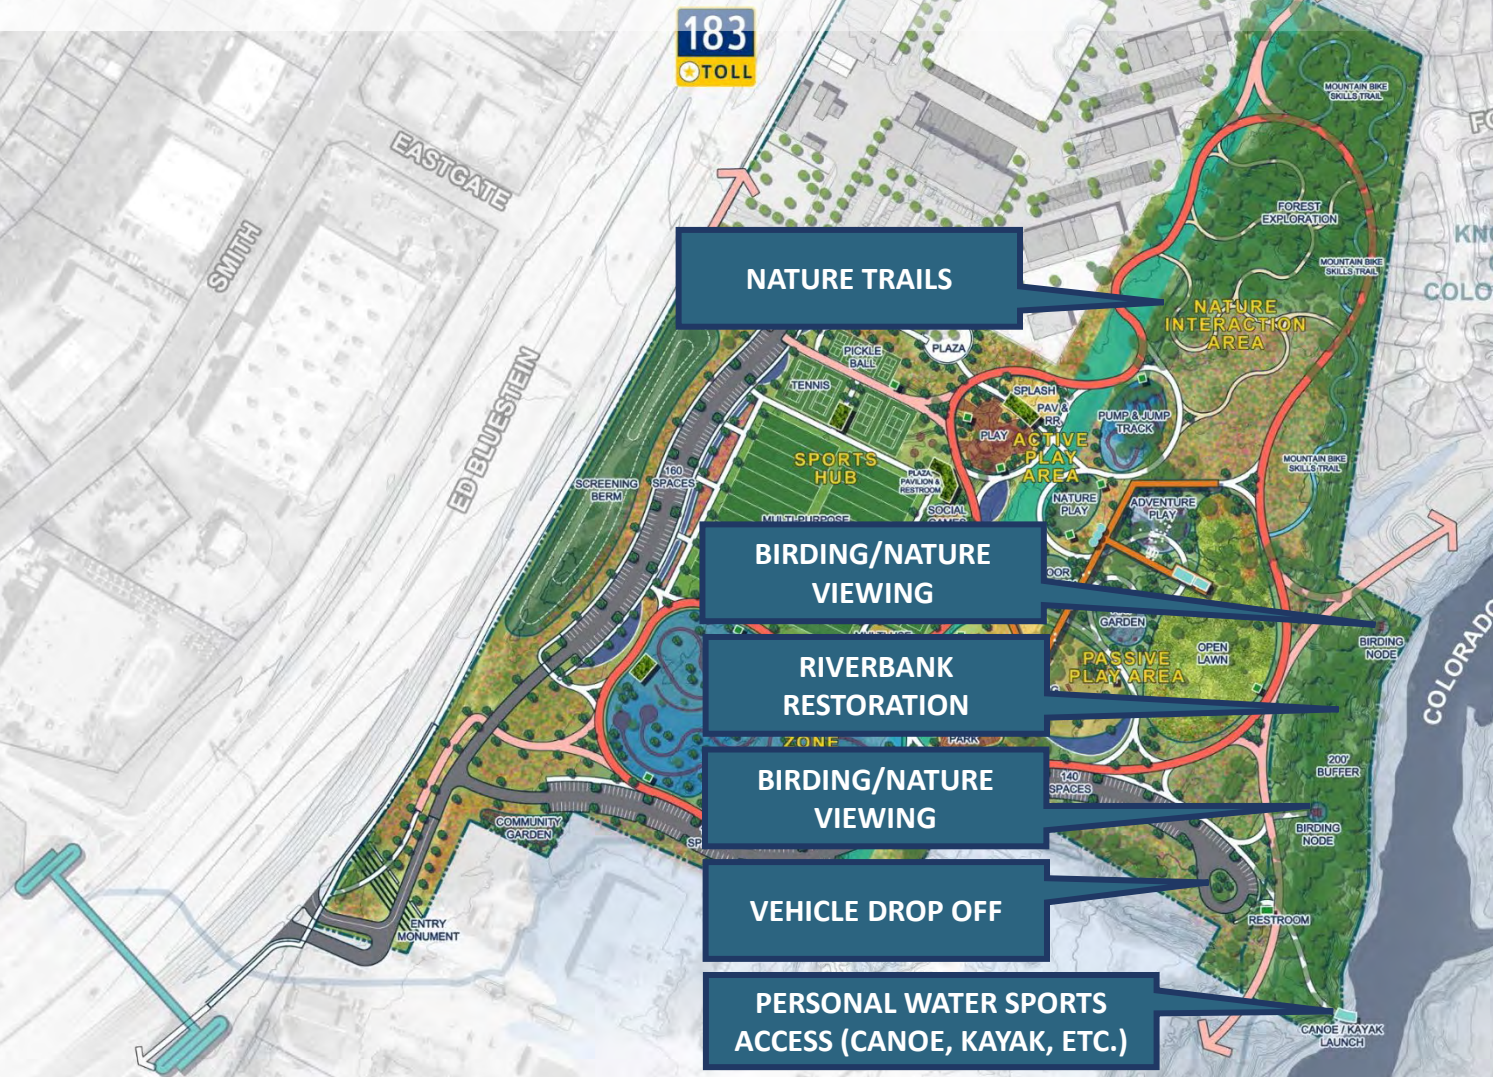 183
TOLL
MOUNTAIN BIKE
SKILLS TRAIL
EASTGATE
SMITH
ED BLUESTEIN
FOREST
EXPLORATION
MOUNTAIN BIKE
SKILLS TRAIL
NATURE TRAILS
NATURE
INTERACTION
AREA
PICKLE
BALL
PLAZA
TENNIS
SPLASH
PAV &
RR
PUMP & JUMP
TRACK
PLAY
ACTIVE
PLAY
AREA
SPORTS
HUB
PLAZA,
PAVILION &
RESTROOM
SOCIAL
160
SPACES
SCREENING
BERM
MOUNTAIN BIKE
SKILLS TRAIL
NATURE
PLAY
ADVENTURE
PLAY
MULTI-PURPOSE
BIRDING/NATURE
VIEWING
GARDEN
BIRDING
NODE
OPEN
LAWN
PASSIVE
PLAY AREA
RIVERBANK
RESTORATION
COLORADO
ZONE
PARK
200'
BUFFER
140
SPACES
BIRDING/NATURE
VIEWING
BIRDING
NODE
COMMUNITY
GARDEN
VEHICLE DROP OFF
RESTROOM
ENTRY
MONUMENT
PERSONAL WATER SPORTS
ACCESS (CANOE, KAYAK, ETC.)
CANOE / KAYAK
LAUNCH